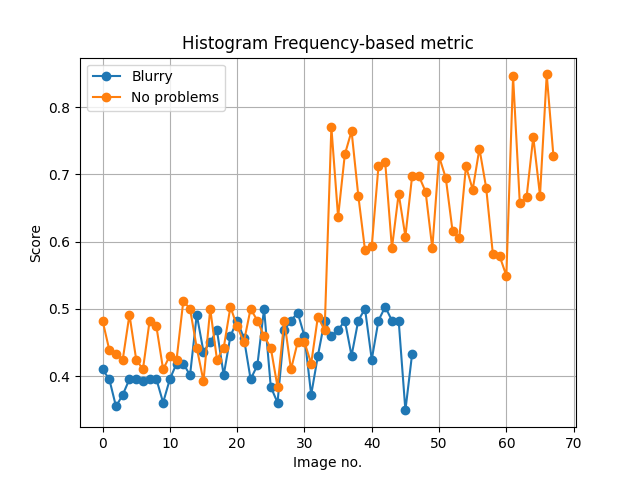 Histogram Frequency-based metric
Blurry
No problems
Score
0.8
0.7
0.6
0.5
0.4
0 10 20 30 40 50 60 70
Image no.